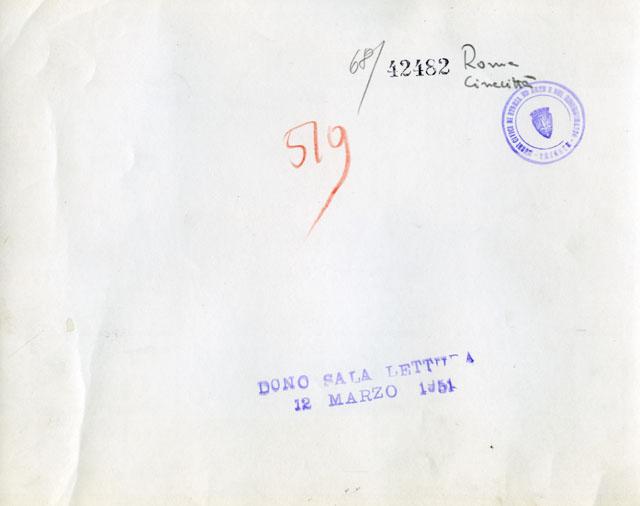 68/ 42482 Roma
Cinecittà
519
DONO SALA LETTURA
12 MARZO 1951